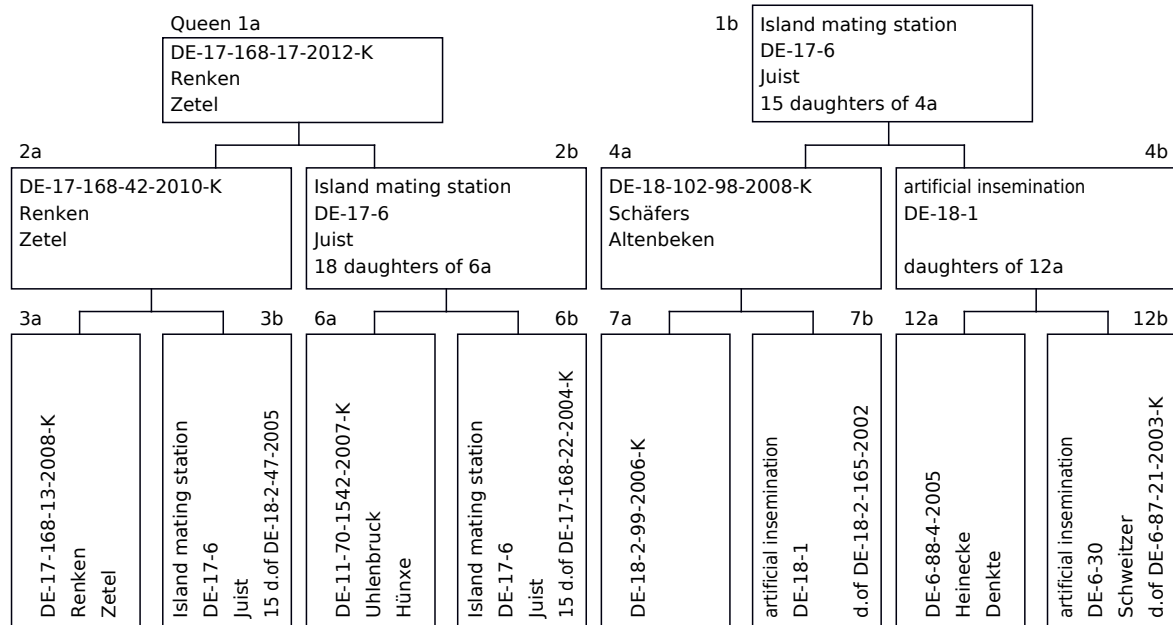 Queen 1a
DE-17-168-17-2012-K
Renken
Zetel
1b
Island mating station
DE-17-6
Juist
15 daughters of 4a
2a
DE-17-168-42-2010-K
Renken
Zetel
2b
Island mating station
DE-17-6
Juist
18 daughters of 6a
4a
DE-18-102-98-2008-K
Schäfers
Altenbeken
4b
artificial insemination
DE-18-1
daughters of 12a
3a
DE-17-168-13-2008-K
Renken
Zetel
3b
Island mating station
DE-17-6
Juist
15 d.of DE-18-2-47-2005
6a
DE-11-70-1542-2007-K
Uhlenbruck
Hünxe
6b
Island mating station
DE-17-6
Juist
15 d.of DE-17-168-22-2004-K
7a
DE-18-2-99-2006-K
7b
artificial insemination
DE-18-1
d.of DE-18-2-165-2002
12a
DE-6-88-4-2005
Heinecke
Denkte
12b
artificial insemination
DE-6-30
Schweitzer
d.of DE-6-87-21-2003-K